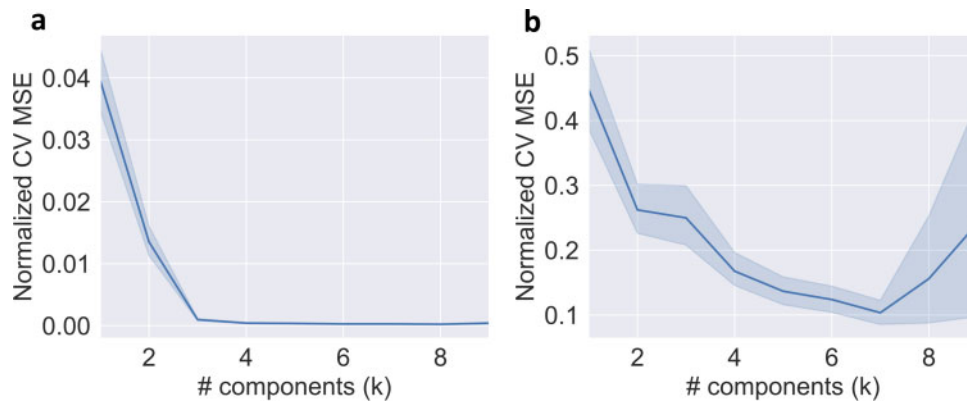 a
Normalized CV MSE
0.04
0.03
0.02
0.01
0.00
2 4 6 8
# components (k)
b
Normalized CV MSE
0.5
0.4
0.3
0.2
0.1
2 4 6 8
# components (k)